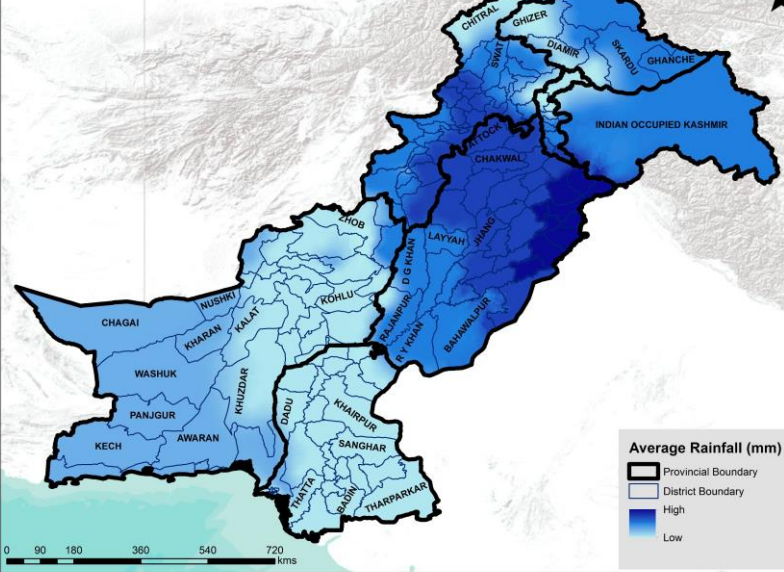 CHITRAL
GHIZER
DIAMIR
SWAT
SKARDU
GHANCHE
INDIAN OCCUPIED KASHMIR
ATTOCK
CHAKWAL
JHANG
LAYYAH
D G KHAN
ZHOB
RAJANPUR
R Y KHAN
BAHAWALPUR
KOHLU
NUSHKI
CHAGAI
KHARAN
KALAT
WASHUK
KHUZDAR
PANJGUR
KECH
AWARAN
DADU
KHAIRPUR
SANGHAR
THATTA
BADIN
THARPARKAR
Average Rainfall (mm)
Provincial Boundary
District Boundary
High
Low
0 90 180 360 540 720
kms